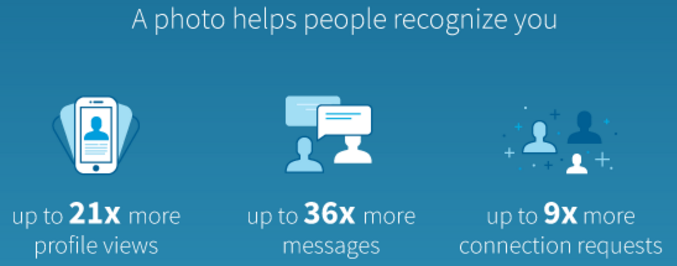 A photo helps people recognize you
up to 21x more
profile views
up to 36x more
messages
up to 9x more
connection requests